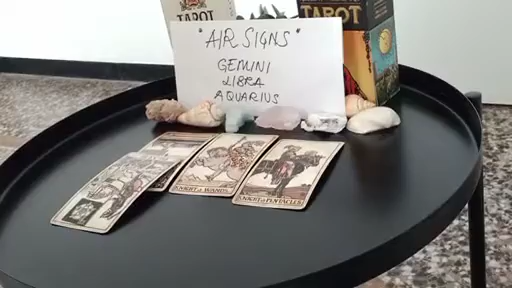 TAROT
TAROT
"AIR SIGNS"
GEMINI
LIBRA
AQUARIUS
KNIGHT of WANDS.
KNIGHT of PENTACLES.